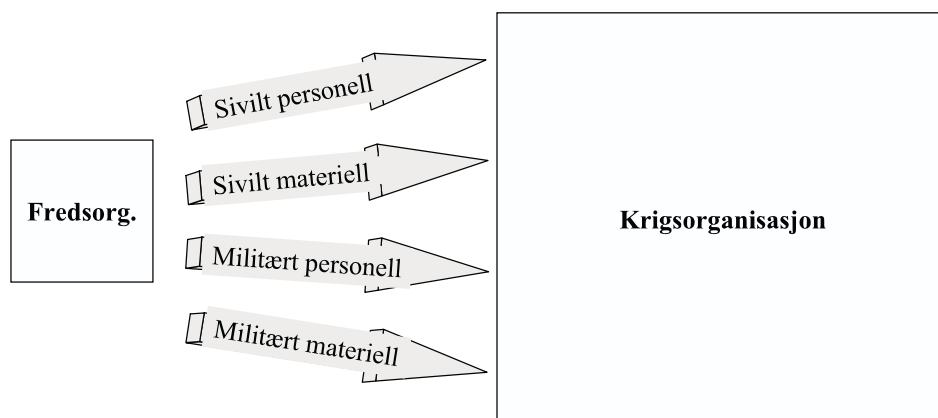 Fredsorg.
Sivilt personell
Sivilt materiell
Militært personell
Militært materiell
Krigsorganisasjon